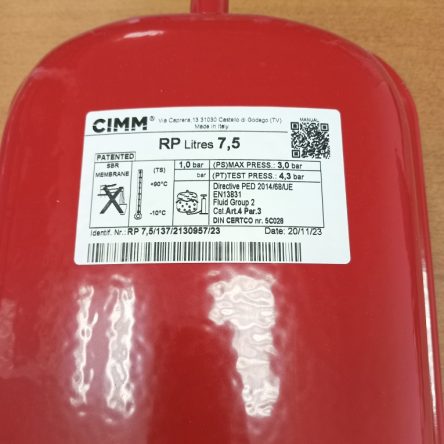 CIMM® Via Caprera,13 31030 Castello di Godego (TV)
Made in Italy
MANUAL
RP Litres 7,5
PATENTED
SBR
MEMBRANE
(TS)
+90°C
-10°C
1,0 bar
bar
(PS)MAX PRESS.: 3,0 bar
(PT)TEST PRESS.: 4,3 bar
Directive PED 2014/68/UE
EN13831
Fluid Group 2
Cat.Art.4 Par.3
DIN CERTCO nr. 5C028
Identif. Nr.: RP 7,5/137/2130957/23 Date: 20/11/23